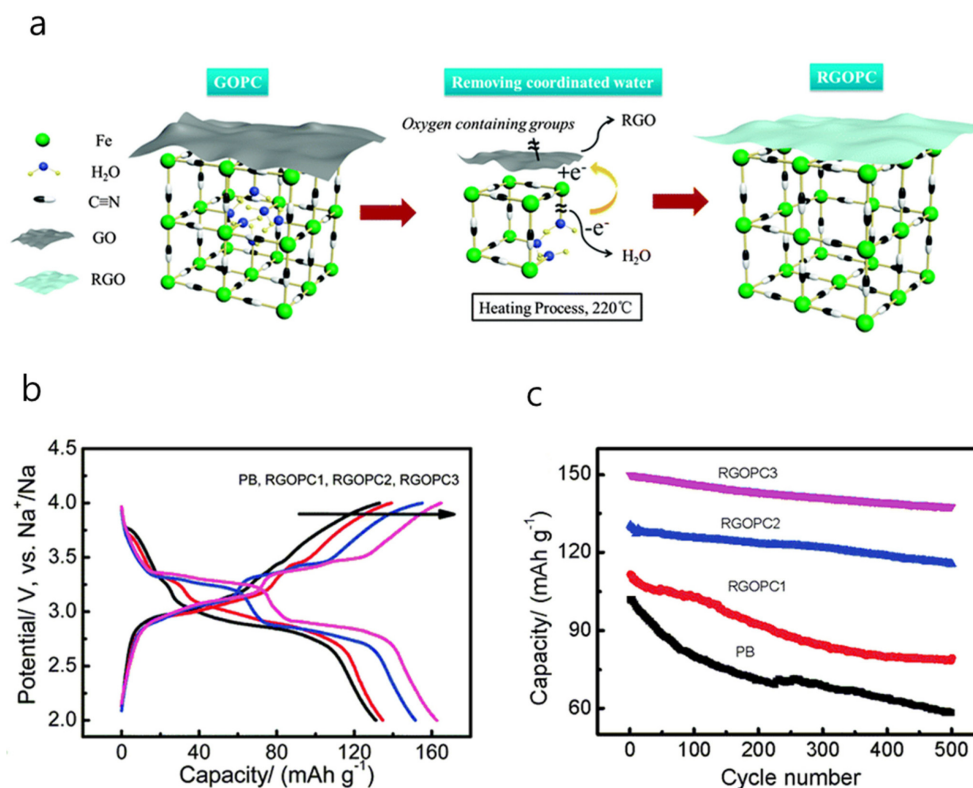 a
GOPC
Removing coordinated water
RGOPC
Fe
H₂O
C≡N
GO
RGO
Oxygen containing groups
RGO
+e⁻
-e⁻
H₂O
Heating Process, 220℃
b
4.5
4.0
3.5
3.0
2.5
2.0
Potential/ V, vs. Na⁺/Na
PB, RGOPC1, RGOPC2, RGOPC3
0 40 80 120 160
Capacity/ (mAh g⁻¹)
c
150
120
90
60
Capacity/ (mAh g⁻¹)
RGOPC3
RGOPC2
RGOPC1
PB
0 100 200 300 400 500
Cycle number